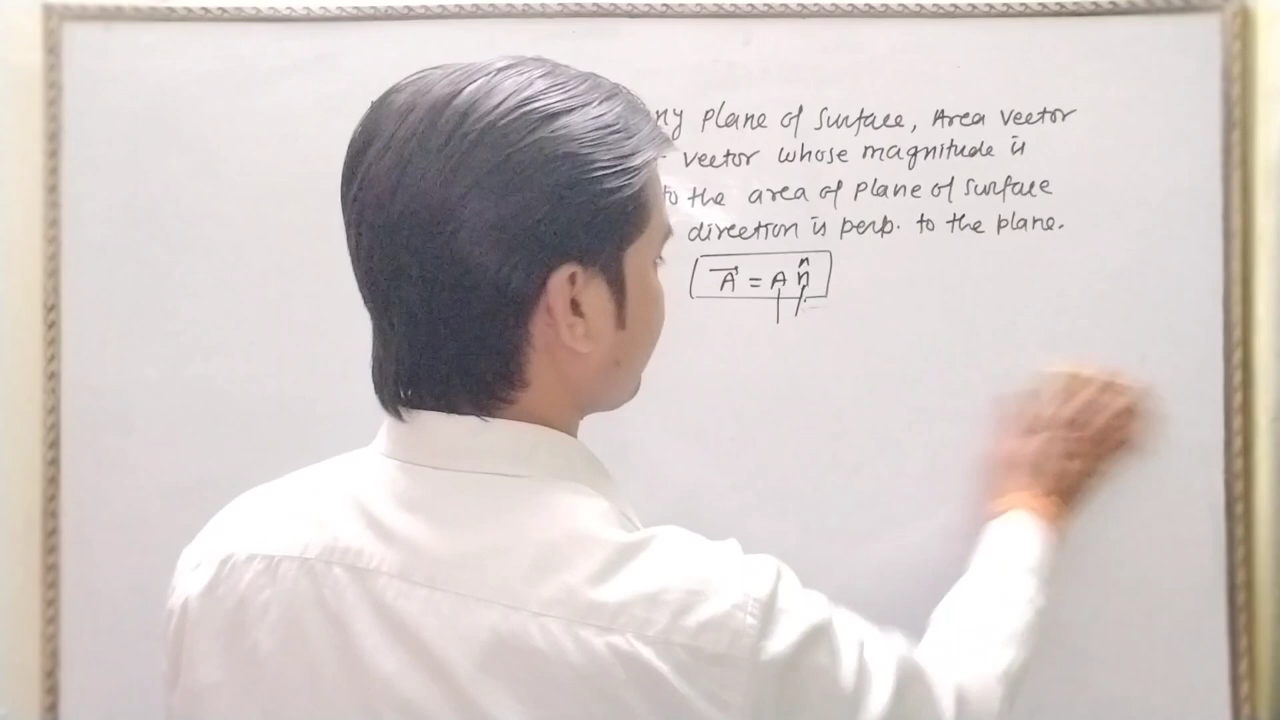 ny plane of surface, Area vector
vector whose magnitude is
to the area of plane of surface
direction is perp. to the plane.
A⃗ = A n̂